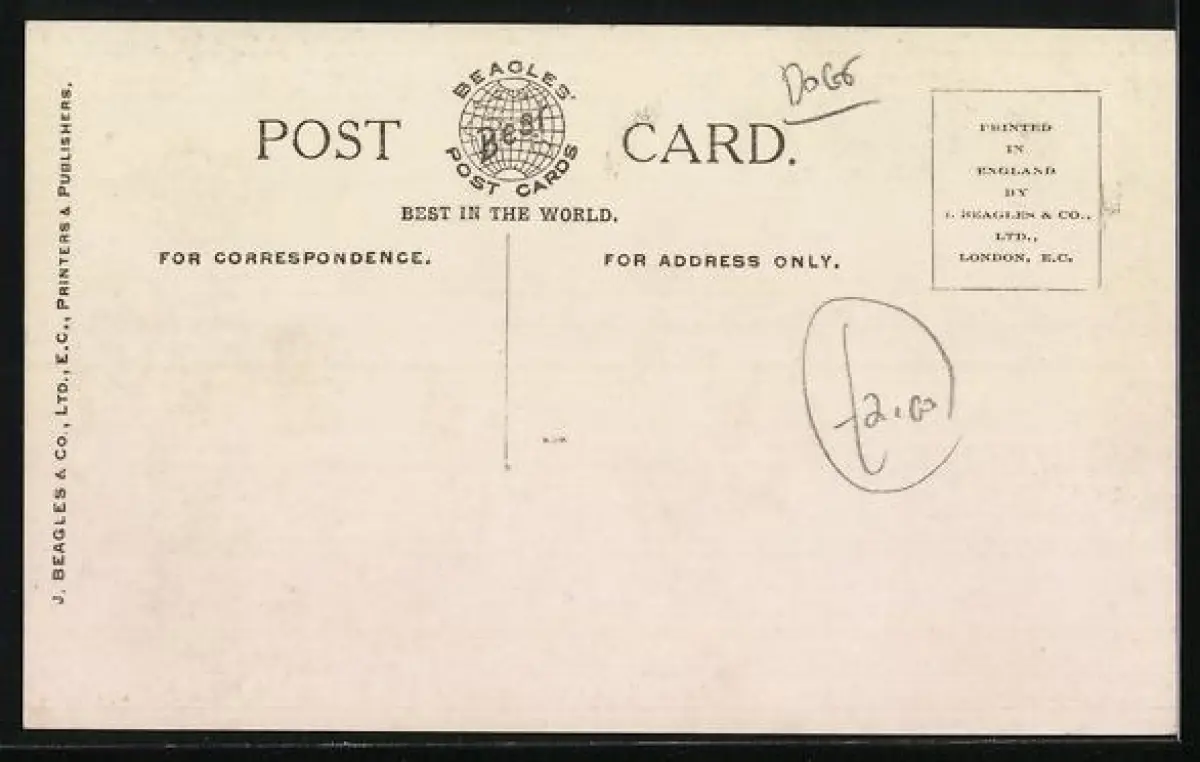 J. BEAGLES & CO., LTD., E.C., PRINTERS & PUBLISHERS.
BEAGLES'
Best
POST CARDS
POST CARD.
BEST IN THE WORLD.
FOR CORRESPONDENCE.
FOR ADDRESS ONLY.
DOGS
PRINTED
IN
ENGLAND
BY
J. BEAGLES & CO.,
LTD.,
LONDON, E.C.
£2.00